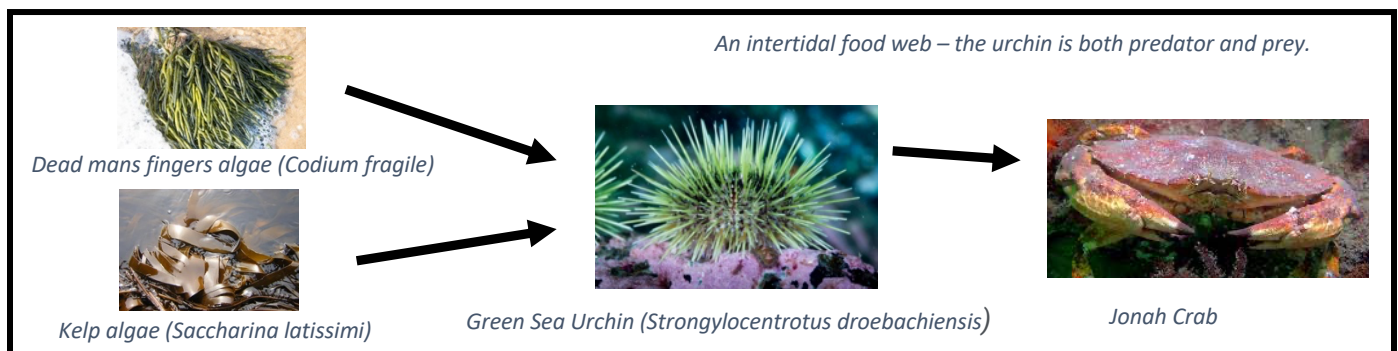 An intertidal food web – the urchin is both predator and prey.
Dead mans fingers algae (Codium fragile)
Kelp algae (Saccharina latissimi)
Green Sea Urchin (Strongylocentrotus droebachiensis)
Jonah Crab